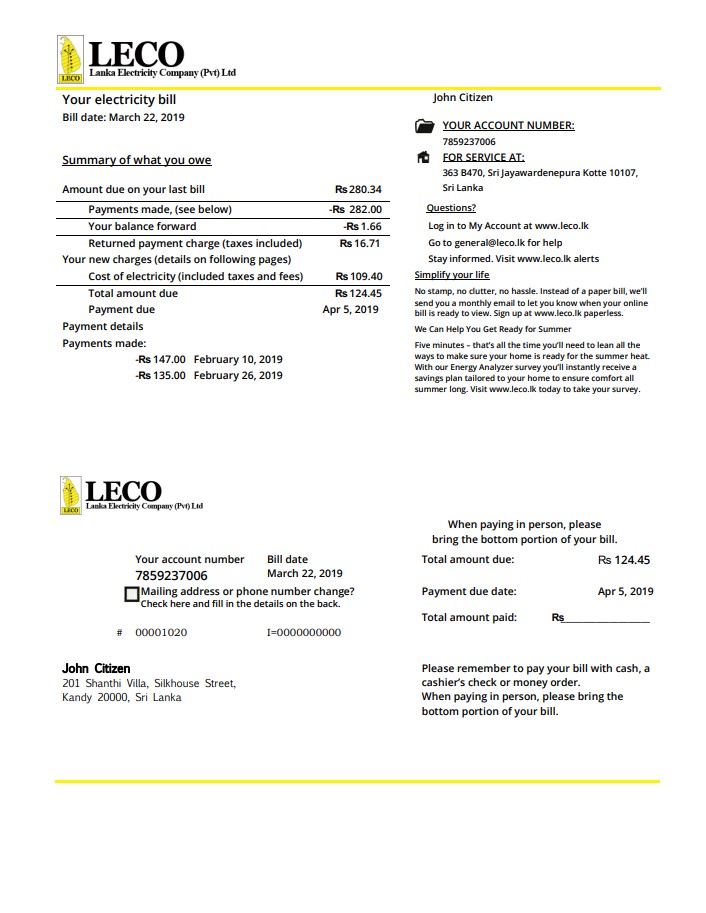 LECO
LECO
Lanka Electricity Company (Pvt) Ltd
Your electricity bill
Bill date: March 22, 2019
Summary of what you owe
Amount due on your last bill Rs 280.34
Payments made, (see below) -Rs 282.00
Your balance forward -Rs 1.66
Returned payment charge (taxes included) Rs 16.71
Your new charges (details on following pages)
Cost of electricity (included taxes and fees) Rs 109.40
Total amount due Rs 124.45
Payment due Apr 5, 2019
Payment details
Payments made:
-Rs 147.00 February 10, 2019
-Rs 135.00 February 26, 2019
John Citizen
YOUR ACCOUNT NUMBER:
7859237006
FOR SERVICE AT:
363 B470, Sri Jayawardenepura Kotte 10107,
Sri Lanka
Questions?
Log in to My Account at www.leco.lk
Go to general@leco.lk for help
Stay informed. Visit www.leco.lk alerts
Simplify your life
No stamp, no clutter, no hassle. Instead of a paper bill, we'll
send you a monthly email to let you know when your online
bill is ready to view. Sign up at www.leco.lk paperless.
We Can Help You Get Ready for Summer
Five minutes – that's all the time you'll need to lean all the
ways to make sure your home is ready for the summer heat.
With our Energy Analyzer survey you'll instantly receive a
savings plan tailored to your home to ensure comfort all
summer long. Visit www.leco.lk today to take your survey.
LECO
LECO
Lanka Electricity Company (Pvt) Ltd
When paying in person, please
bring the bottom portion of your bill.
Your account number Bill date
7859237006 March 22, 2019
Mailing address or phone number change?
Check here and fill in the details on the back.
# 00001020 I=0000000000
Total amount due: Rs 124.45
Payment due date: Apr 5, 2019
Total amount paid: Rs_________________
John Citizen
201 Shanthi Villa, Silkhouse Street,
Kandy 20000, Sri Lanka
Please remember to pay your bill with cash, a
cashier's check or money order.
When paying in person, please bring the
bottom portion of your bill.